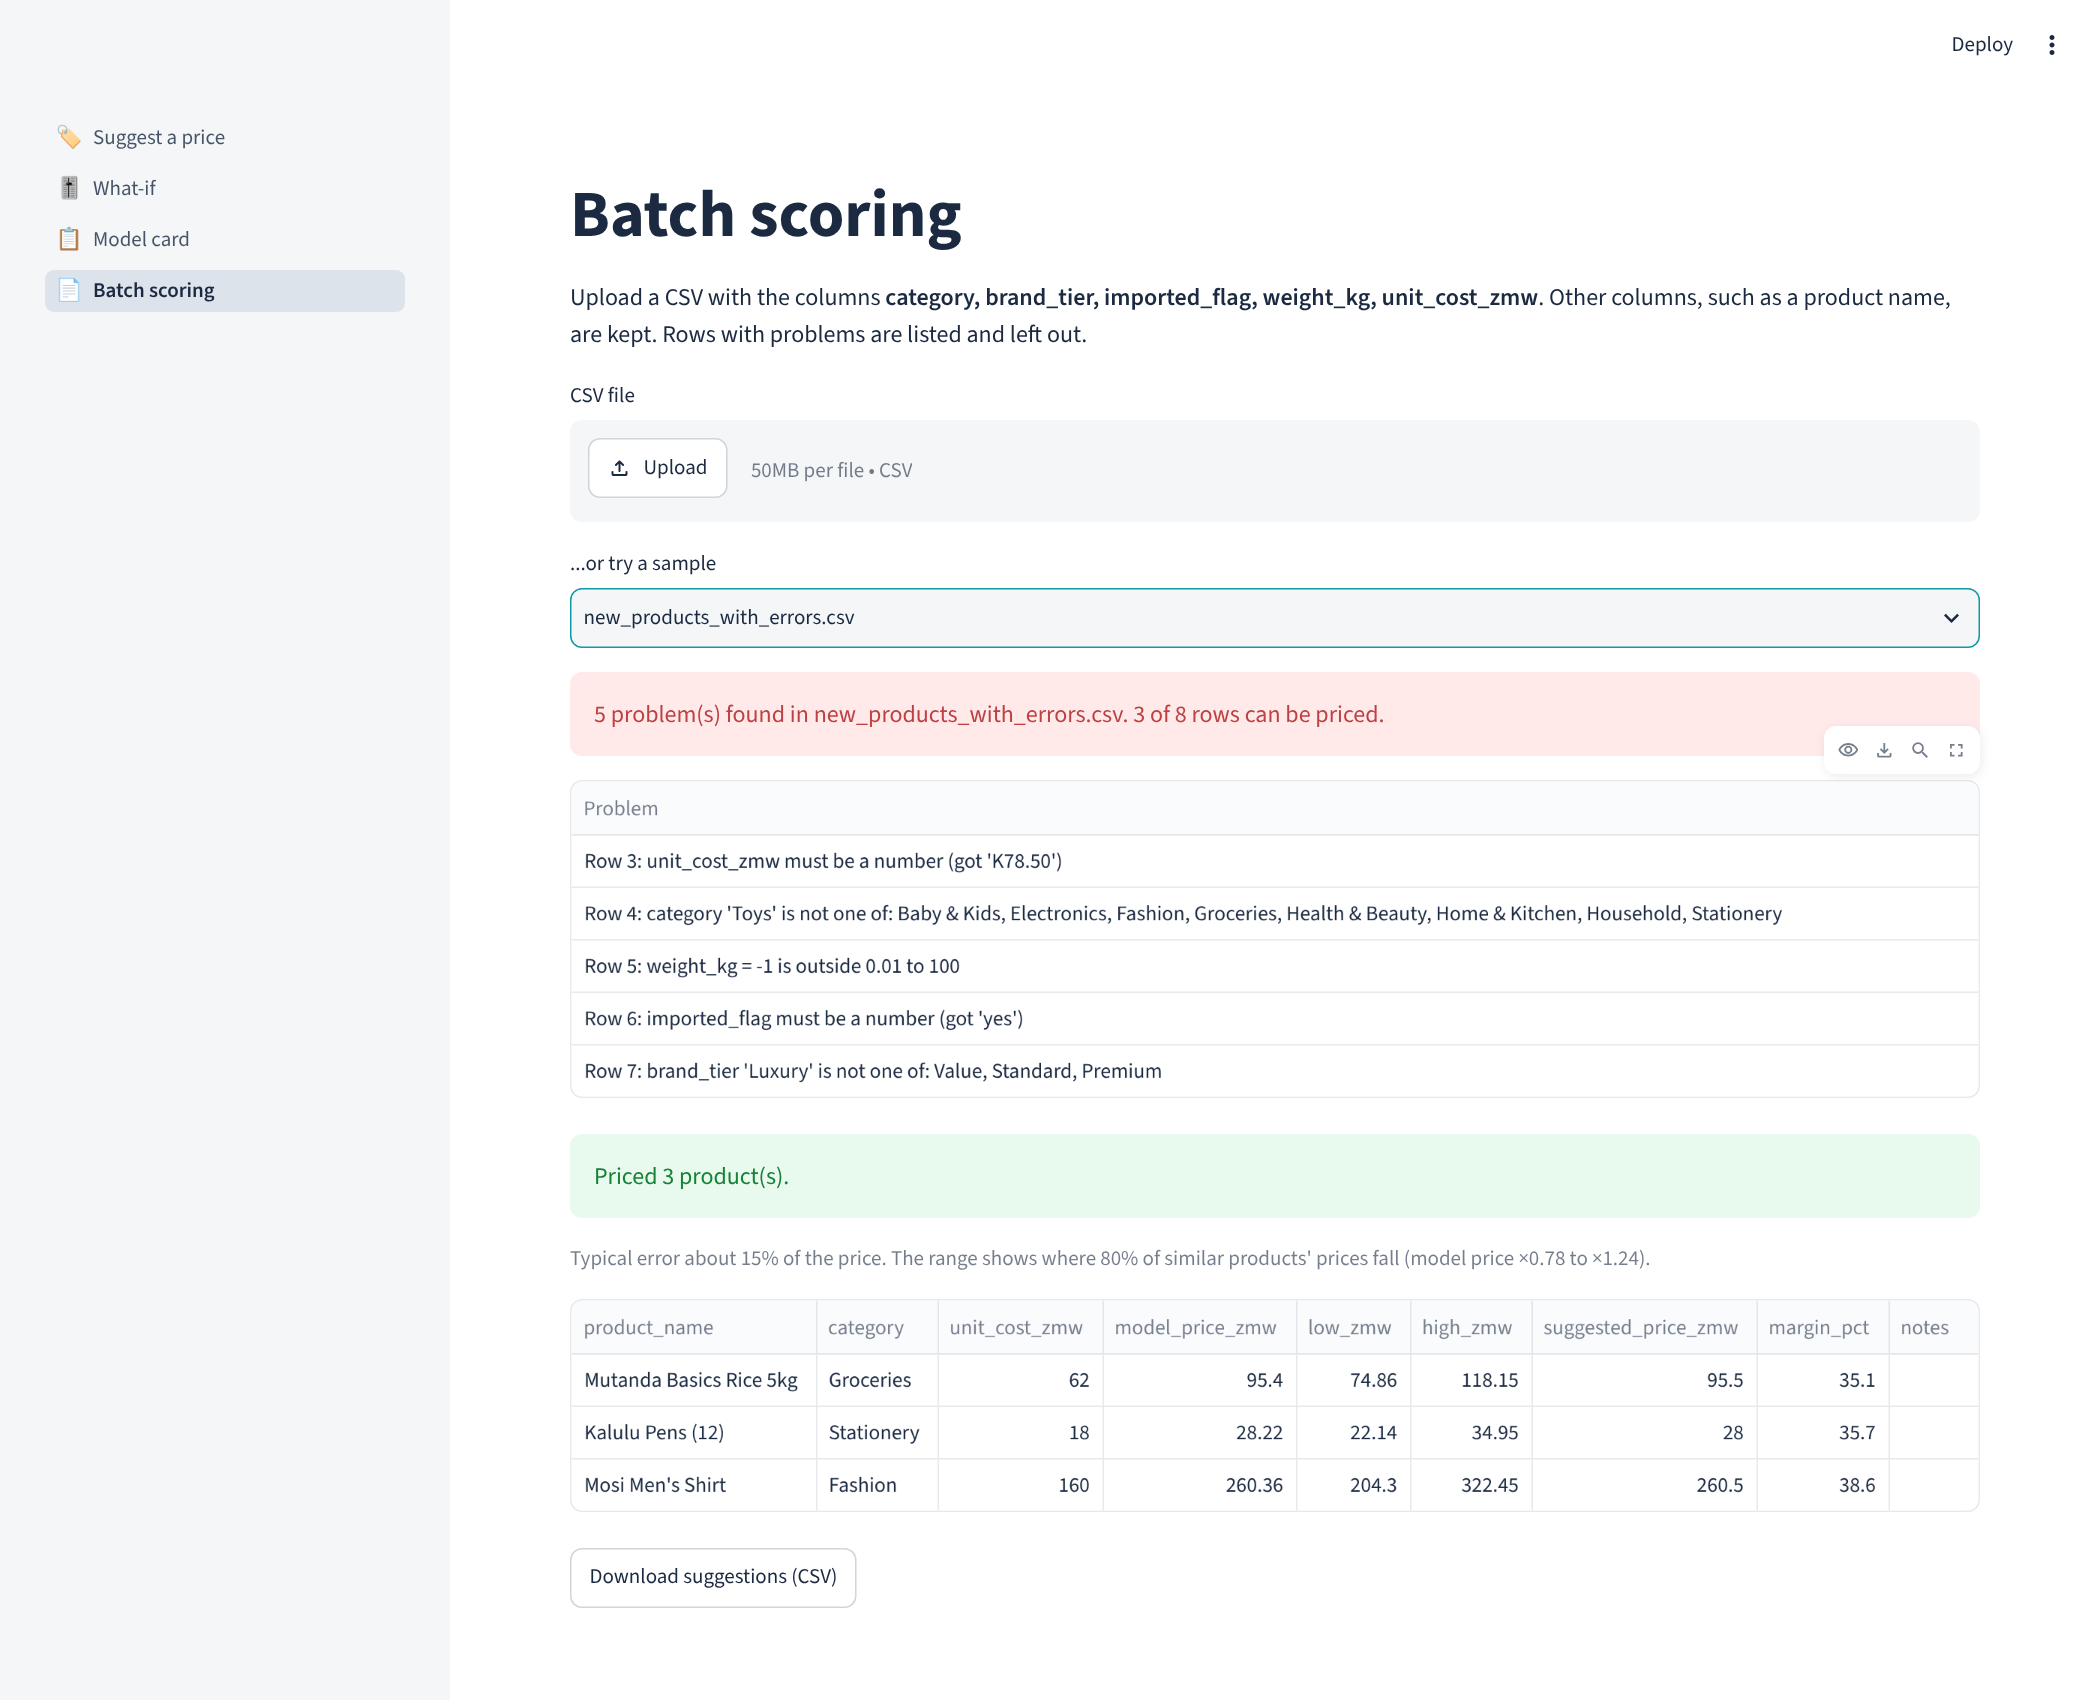 Deploy
Suggest a price
What-if
Model card
Batch scoring
Batch scoring
Upload a CSV with the columns category, brand_tier, imported_flag, weight_kg, unit_cost_zmw. Other columns, such as a product name,
are kept. Rows with problems are listed and left out.
CSV file
Upload
50MB per file • CSV
...or try a sample
new_products_with_errors.csv
5 problem(s) found in new_products_with_errors.csv. 3 of 8 rows can be priced.
Problem
Row 3: unit_cost_zmw must be a number (got 'K78.50')
Row 4: category 'Toys' is not one of: Baby & Kids, Electronics, Fashion, Groceries, Health & Beauty, Home & Kitchen, Household, Stationery
Row 5: weight_kg = -1 is outside 0.01 to 100
Row 6: imported_flag must be a number (got 'yes')
Row 7: brand_tier 'Luxury' is not one of: Value, Standard, Premium
Priced 3 product(s).
Typical error about 15% of the price. The range shows where 80% of similar products' prices fall (model price ×0.78 to ×1.24).
product_name category unit_cost_zmw model_price_zmw low_zmw high_zmw suggested_price_zmw margin_pct notes
Mutanda Basics Rice 5kg Groceries 62 95.4 74.86 118.15 95.5 35.1
Kalulu Pens (12) Stationery 18 28.22 22.14 34.95 28 35.7
Mosi Men's Shirt Fashion 160 260.36 204.3 322.45 260.5 38.6
Download suggestions (CSV)